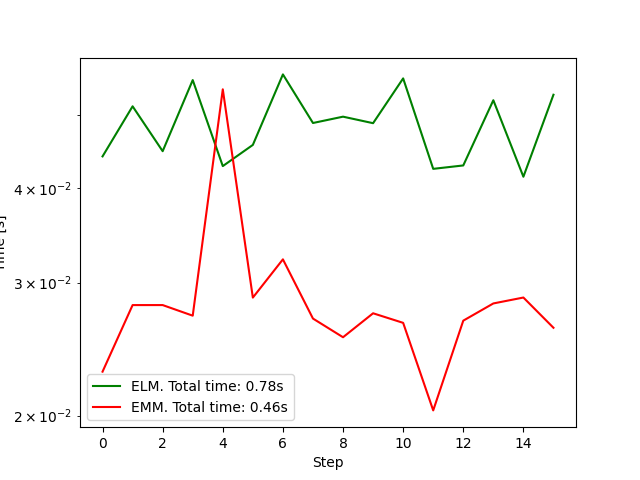 Time [s]
4 × 10⁻²
3 × 10⁻²
2 × 10⁻²
ELM. Total time: 0.78s
EMM. Total time: 0.46s
0 2 4 6 8 10 12 14
Step